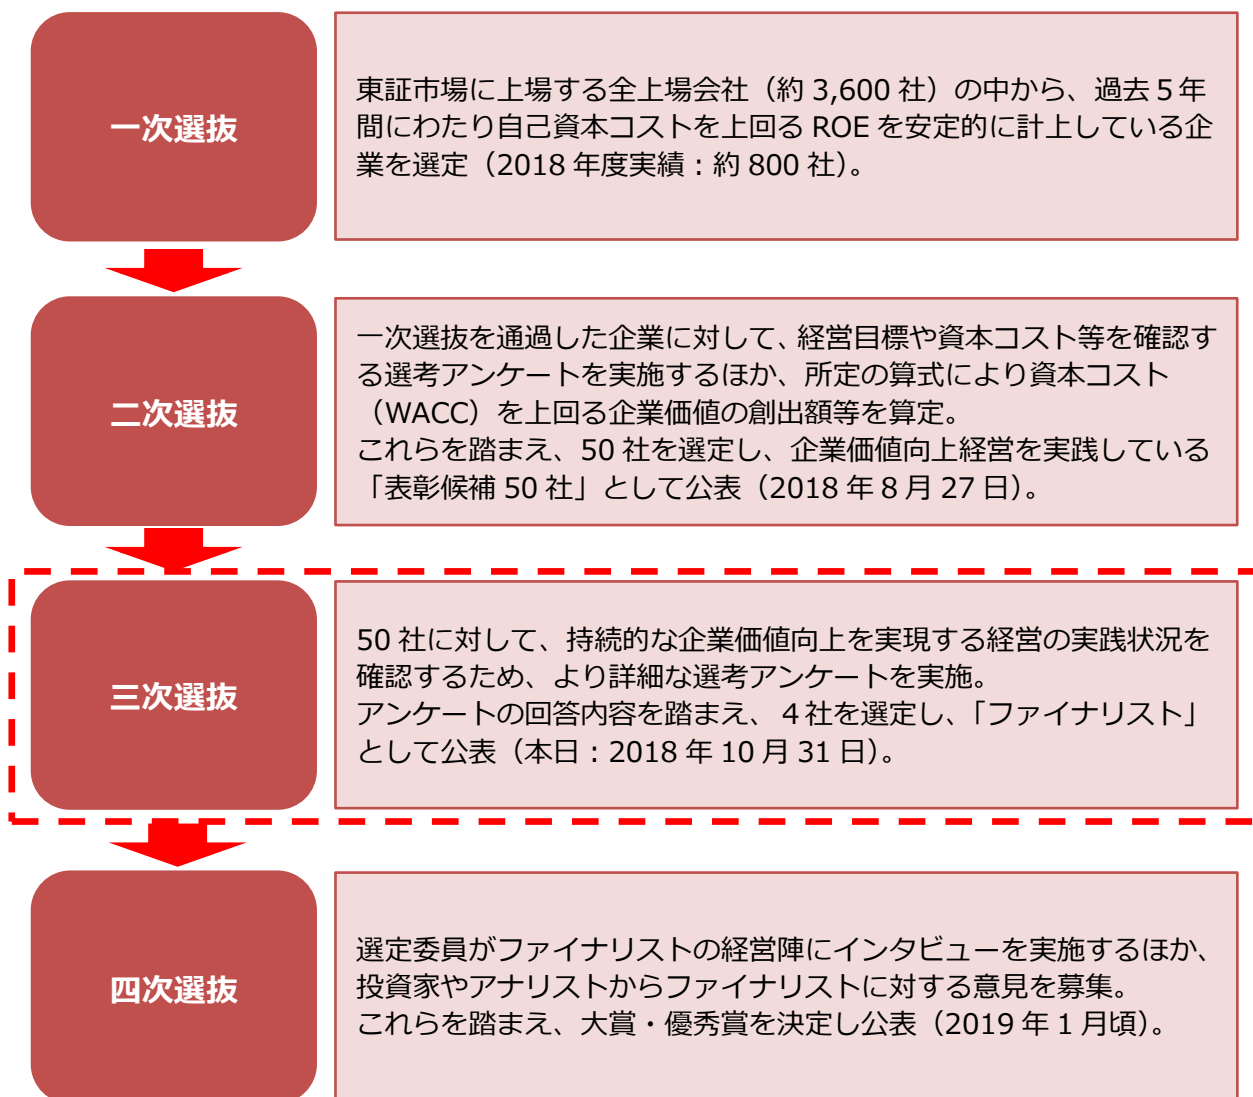 一次選抜
東証市場に上場する全上場会社（約 3,600 社）の中から、過去５年
間にわたり自己資本コストを上回る ROE を安定的に計上している企
業を選定（2018 年度実績：約 800 社）。
二次選抜
一次選抜を通過した企業に対して、経営目標や資本コスト等を確認す
る選考アンケートを実施するほか、所定の算式により資本コスト
（WACC）を上回る企業価値の創出額等を算定。
これらを踏まえ、50 社を選定し、企業価値向上経営を実践している
「表彰候補 50 社」として公表（2018 年 8 月 27 日）。
三次選抜
50 社に対して、持続的な企業価値向上を実現する経営の実践状況を
確認するため、より詳細な選考アンケートを実施。
アンケートの回答内容を踏まえ、４社を選定し、「ファイナリスト」
として公表（本日：2018 年 10 月 31 日）。
四次選抜
選定委員がファイナリストの経営陣にインタビューを実施するほか、
投資家やアナリストからファイナリストに対する意見を募集。
これらを踏まえ、大賞・優秀賞を決定し公表（2019 年 1 月頃）。